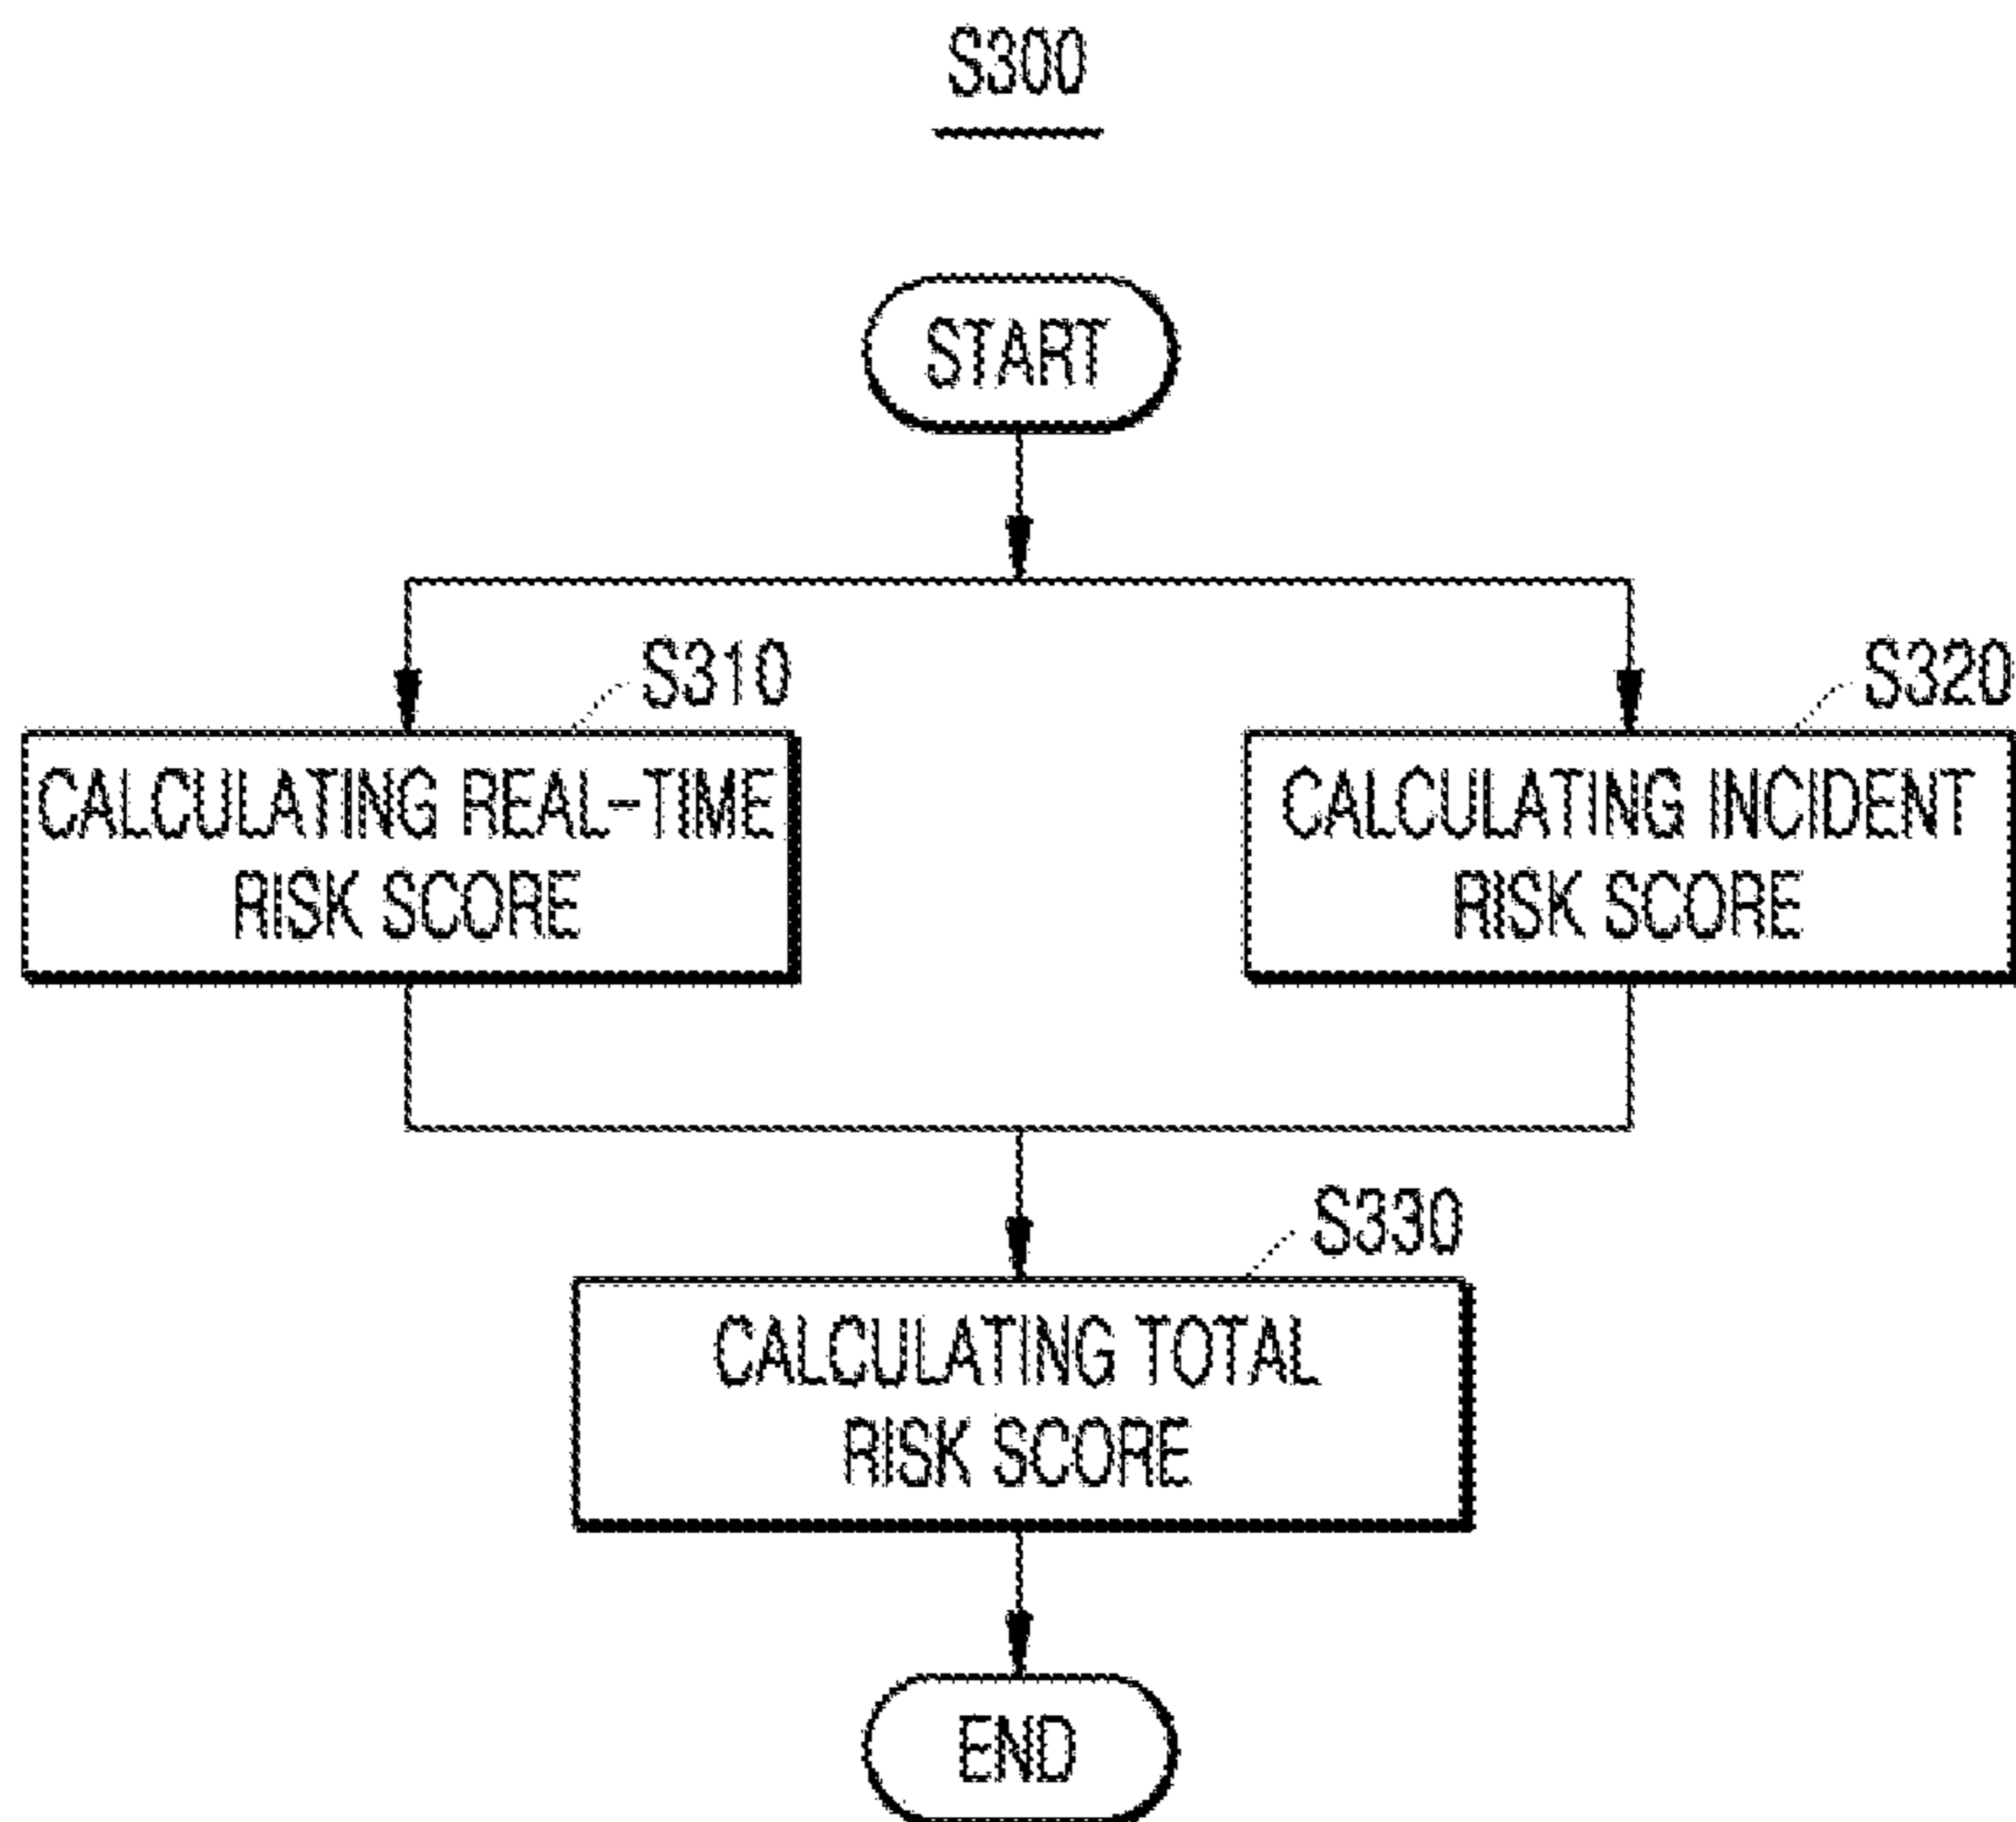 S300
START
S310
S320
CALCULATING REAL-TIME
RISK SCORE
CALCULATING INCIDENT
RISK SCORE
S330
CALCULATING TOTAL
RISK SCORE
END